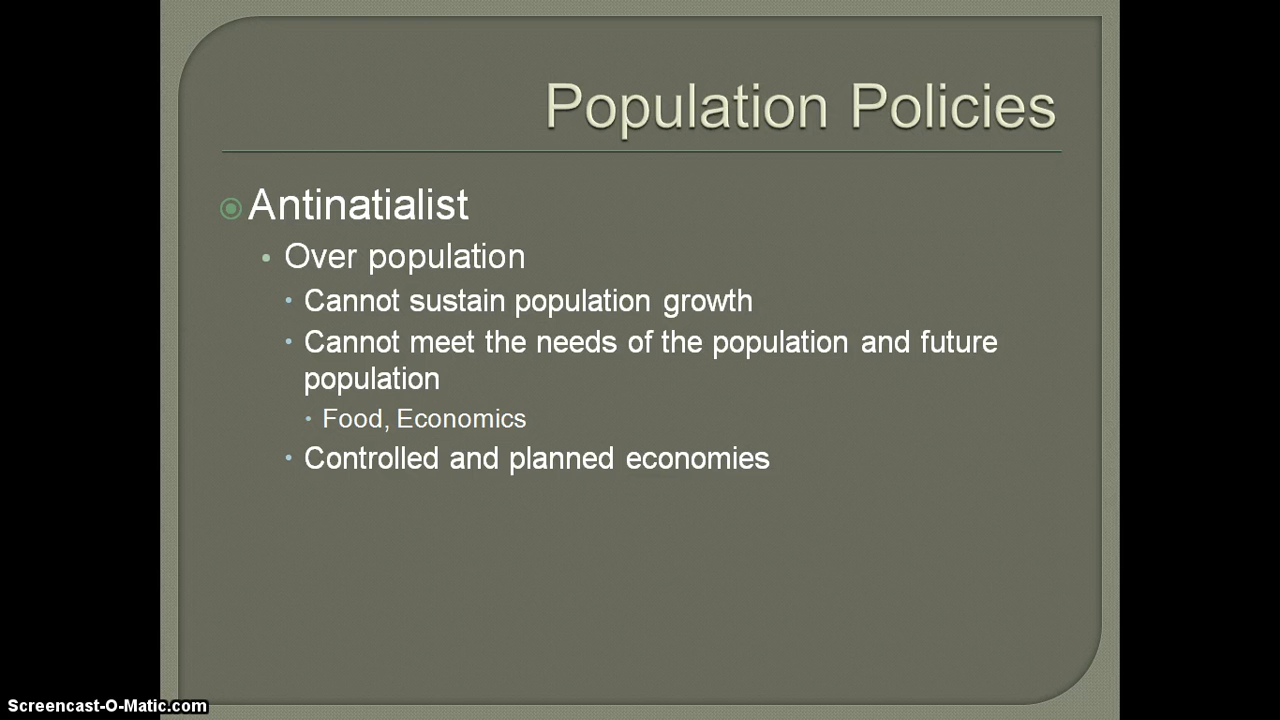 Population Policies
Antinatialist
Over population
Cannot sustain population growth
Cannot meet the needs of the population and future
population
Food, Economics
Controlled and planned economies
Screencast-O-Matic.com